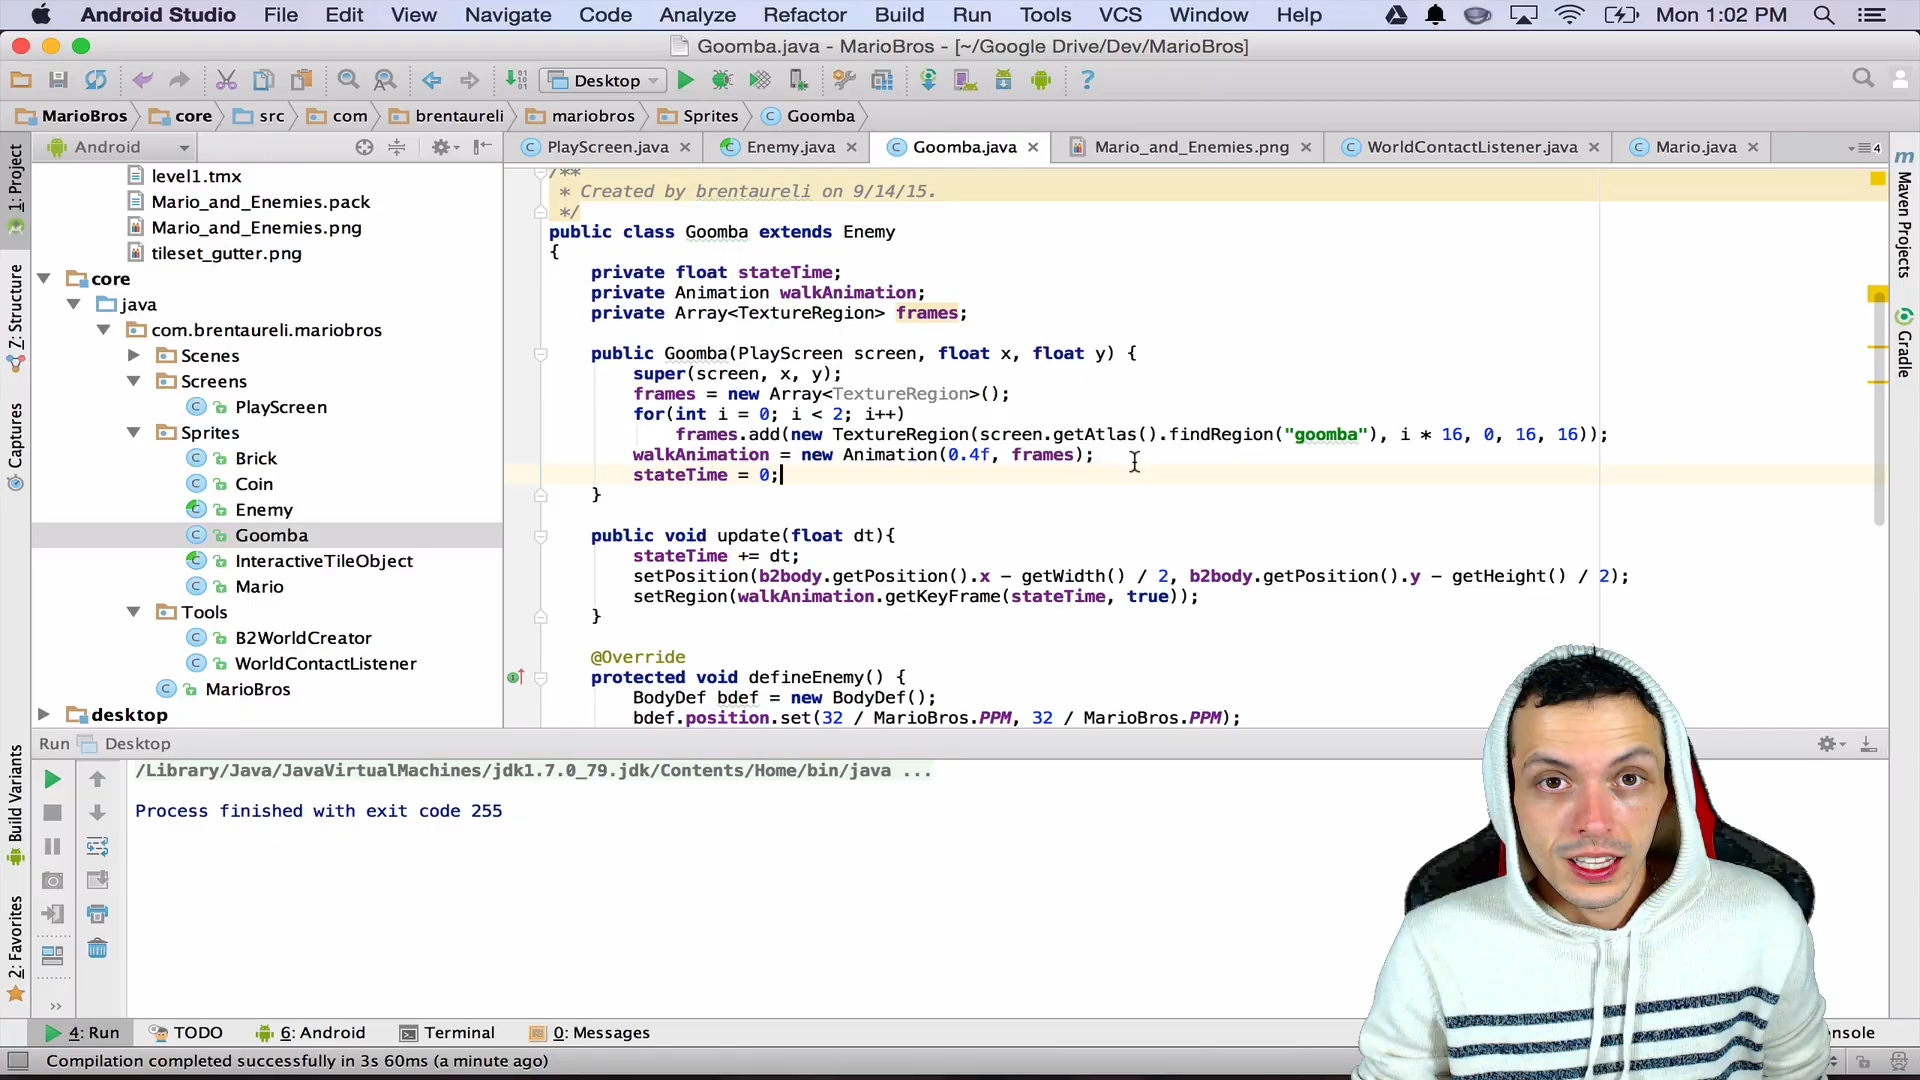 Android Studio File Edit View Navigate Code Analyze Refactor Build Run Tools VCS Window Help Mon 1:02 PM
Goomba.java - MarioBros - [~/Google Drive/Dev/MarioBros]
Desktop ?
MarioBros core src com brentaureli mariobros Sprites Goomba
1: Project
Z: Structure
Captures
Build Variants
2: Favorites
Android
level1.tmx
Mario_and_Enemies.pack
Mario_and_Enemies.png
tileset_gutter.png
core
java
com.brentaureli.mariobros
Scenes
Screens
PlayScreen
Sprites
Brick
Coin
Enemy
Goomba
InteractiveTileObject
Mario
Tools
B2WorldCreator
WorldContactListener
MarioBros
desktop
PlayScreen.java Enemy.java Goomba.java Mario_and_Enemies.png WorldContactListener.java Mario.java 4
/**
* Created by brentaureli on 9/14/15.
*/
public class Goomba extends Enemy
{
private float stateTime;
private Animation walkAnimation;
private Array<TextureRegion> frames;
public Goomba(PlayScreen screen, float x, float y) {
super(screen, x, y);
frames = new Array<TextureRegion>();
for(int i = 0; i < 2; i++)
frames.add(new TextureRegion(screen.getAtlas().findRegion("goomba"), i * 16, 0, 16, 16));
walkAnimation = new Animation(0.4f, frames);
stateTime = 0;
}
public void update(float dt){
stateTime += dt;
setPosition(b2body.getPosition().x - getWidth() / 2, b2body.getPosition().y - getHeight() / 2);
setRegion(walkAnimation.getKeyFrame(stateTime, true));
}
@Override
protected void defineEnemy() {
BodyDef bdef = new BodyDef();
bdef.position.set(32 / MarioBros.PPM, 32 / MarioBros.PPM);
Maven Projects
Gradle
Run Desktop
/Library/Java/JavaVirtualMachines/jdk1.7.0_79.jdk/Contents/Home/bin/java ...
Process finished with exit code 255
4: Run TODO 6: Android Terminal 0: Messages onsole
Compilation completed successfully in 3s 60ms (a minute ago)